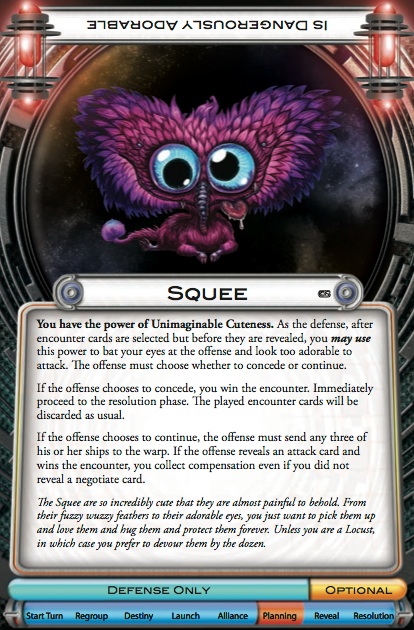 IS DANGEROUSLY ADORABLE
SQUEE
You have the power of Unimaginable Cuteness. As the defense, after
encounter cards are selected but before they are revealed, you may use
this power to bat your eyes at the offense and look too adorable to
attack. The offense must choose whether to concede or continue.
If the offense chooses to concede, you win the encounter. Immediately
proceed to the resolution phase. The played encounter cards will be
discarded as usual.
If the offense chooses to continue, the offense must send any three of
his or her ships to the warp. If the offense reveals an attack card and
wins the encounter, you collect compensation even if you did not
reveal a negotiate card.
The Squee are so incredibly cute that they are almost painful to behold. From
their fuzzy wuzzy feathers to their adorable eyes, you just want to pick them up
and love them and hug them and protect them forever. Unless you are a Locust,
in which case you prefer to devour them by the dozen.
DEFENSE ONLY OPTIONAL
Start Turn Regroup Destiny Launch Alliance Planning Reveal Resolution